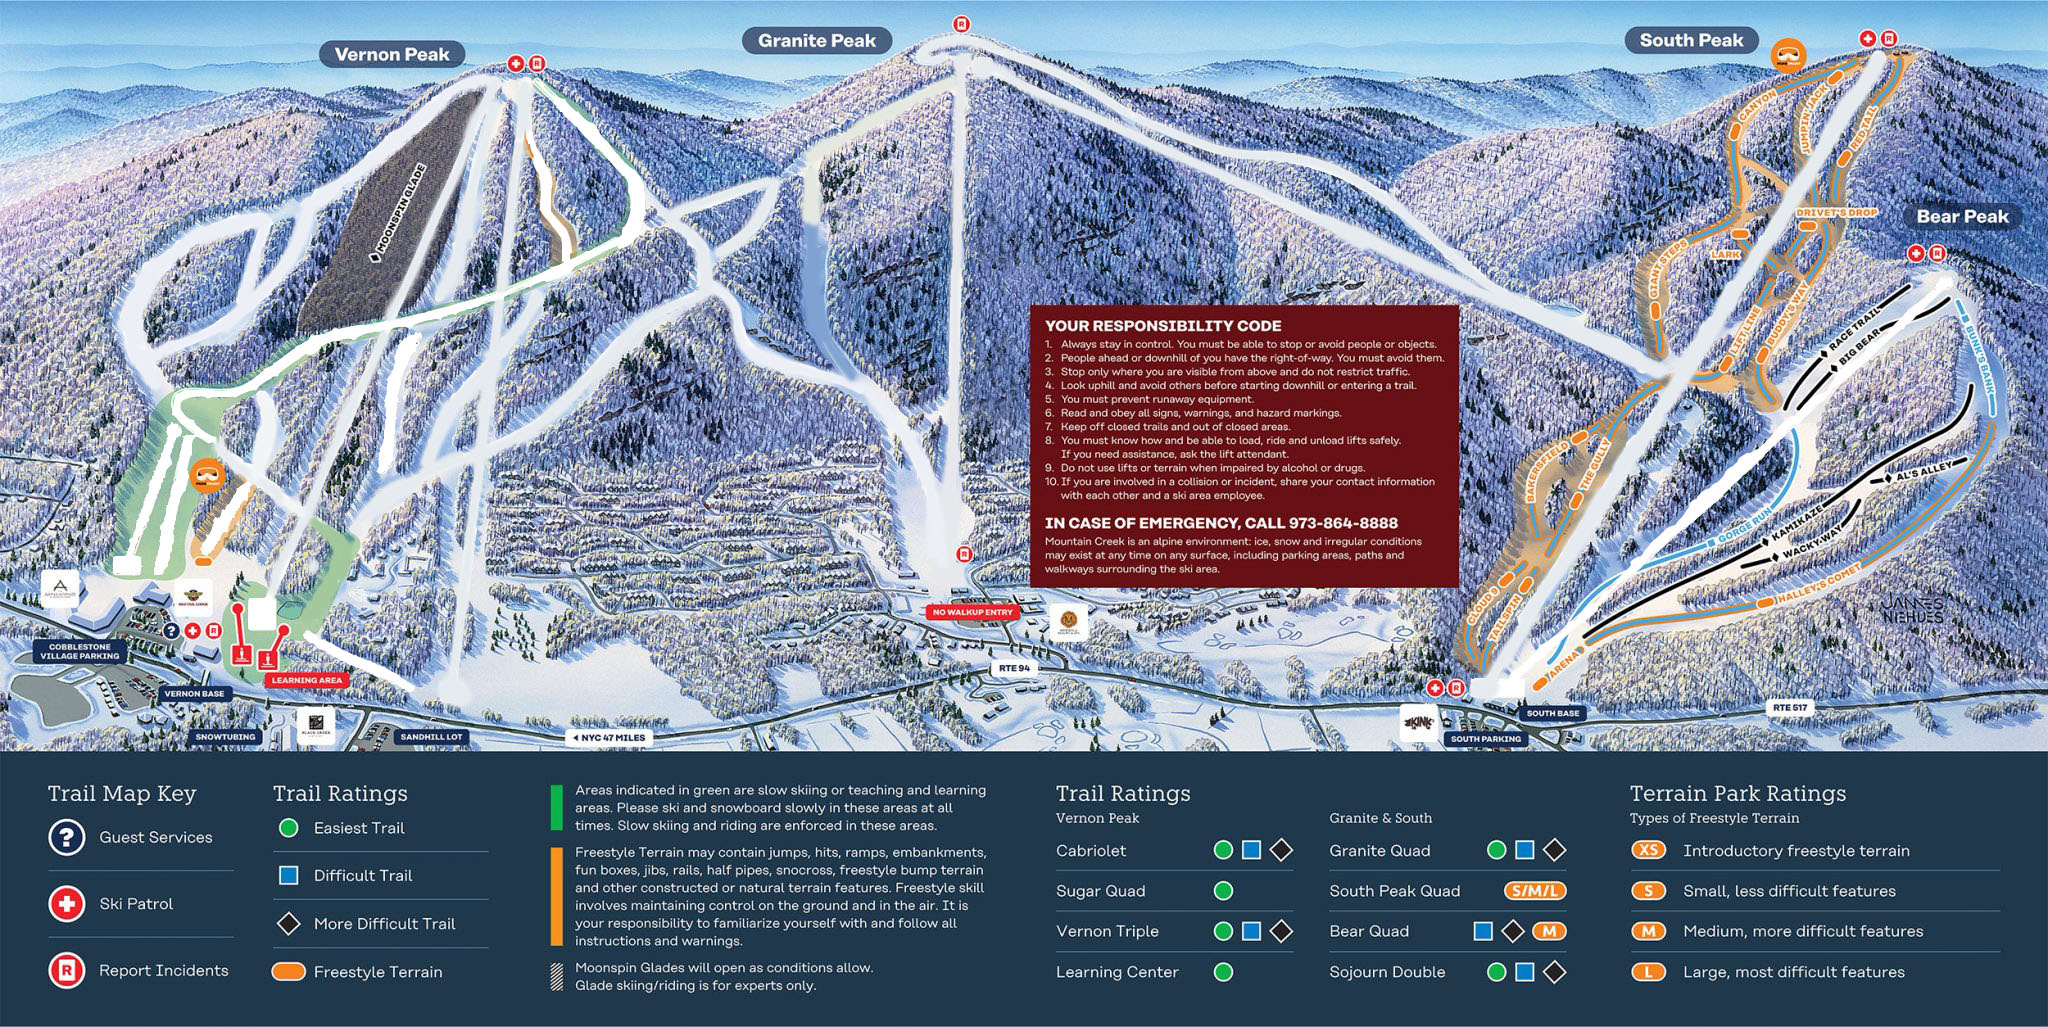 Vernon Peak
Granite Peak
South Peak
Bear Peak
R
R
R
MOONSPIN GLADE
CANYON
JUMPIN' JACK
RED TAIL
DRIVET'S DROP
LARK
GIANT STEPS
LIFTLINE
BUDDY'S WAY
R
RACE TRAIL
BIG BEAR
BUNK'S BANK
BAKERSFIELD
THE GULLY
AL'S ALLEY
KAMIKAZE
GORGE RUN
WACKY WAY
HALLEY'S COMET
CLOUD 9
TAILSPIN
ARENA
JAMES
NIEHUES
YOUR RESPONSIBILITY CODE
1. Always stay in control. You must be able to stop or avoid people or objects.
2. People ahead or downhill of you have the right-of-way. You must avoid them.
3. Stop only where you are visible from above and do not restrict traffic.
4. Look uphill and avoid others before starting downhill or entering a trail.
5. You must prevent runaway equipment.
6. Read and obey all signs, warnings, and hazard markings.
7. Keep off closed trails and out of closed areas.
8. You must know how and be able to load, ride and unload lifts safely.
If you need assistance, ask the lift attendant.
9. Do not use lifts or terrain when impaired by alcohol or drugs.
10. If you are involved in a collision or incident, share your contact information
with each other and a ski area employee.
IN CASE OF EMERGENCY, CALL 973-864-8888
Mountain Creek is an alpine environment: ice, snow and irregular conditions
may exist at any time on any surface, including parking areas, paths and
walkways surrounding the ski area.
R
NO WALKUP ENTRY
M
RED TAIL LODGE
?
R
COBBLESTONE
VILLAGE PARKING
VERNON BASE
LEARNING AREA
SNOWTUBING
BLACK CREEK
SANDHILL LOT
NYC 47 MILES
RTE 94
R
KINK
SOUTH BASE
SOUTH PARKING
RTE 517
Trail Map Key
? Guest Services
Ski Patrol
R Report Incidents
Trail Ratings
Easiest Trail
Difficult Trail
More Difficult Trail
Freestyle Terrain
Areas indicated in green are slow skiing or teaching and learning
areas. Please ski and snowboard slowly in these areas at all
times. Slow skiing and riding are enforced in these areas.
Freestyle Terrain may contain jumps, hits, ramps, embankments,
fun boxes, jibs, rails, half pipes, snocross, freestyle bump terrain
and other constructed or natural terrain features. Freestyle skill
involves maintaining control on the ground and in the air. It is
your responsibility to familiarize yourself with and follow all
instructions and warnings.
Moonspin Glades will open as conditions allow.
Glade skiing/riding is for experts only.
Trail Ratings
Vernon Peak
Cabriolet
Sugar Quad
Vernon Triple
Learning Center
Granite & South
Granite Quad
South Peak Quad S/M/L
Bear Quad M
Sojourn Double
Terrain Park Ratings
Types of Freestyle Terrain
XS Introductory freestyle terrain
S Small, less difficult features
M Medium, more difficult features
L Large, most difficult features